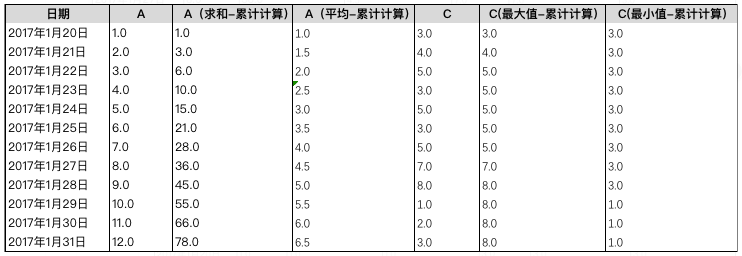 日期 A A（求和-累计计算） A（平均-累计计算） C C(最大值-累计计算） C(最小值-累计计算）
2017年1月20日 1.0 1.0 1.0 3.0 3.0 3.0
2017年1月21日 2.0 3.0 1.5 4.0 4.0 3.0
2017年1月22日 3.0 6.0 2.0 5.0 5.0 3.0
2017年1月23日 4.0 10.0 2.5 3.0 5.0 3.0
2017年1月24日 5.0 15.0 3.0 5.0 5.0 3.0
2017年1月25日 6.0 21.0 3.5 3.0 5.0 3.0
2017年1月26日 7.0 28.0 4.0 5.0 5.0 3.0
2017年1月27日 8.0 36.0 4.5 7.0 7.0 3.0
2017年1月28日 9.0 45.0 5.0 8.0 8.0 3.0
2017年1月29日 10.0 55.0 5.5 1.0 8.0 1.0
2017年1月30日 11.0 66.0 6.0 2.0 8.0 1.0
2017年1月31日 12.0 78.0 6.5 3.0 8.0 1.0